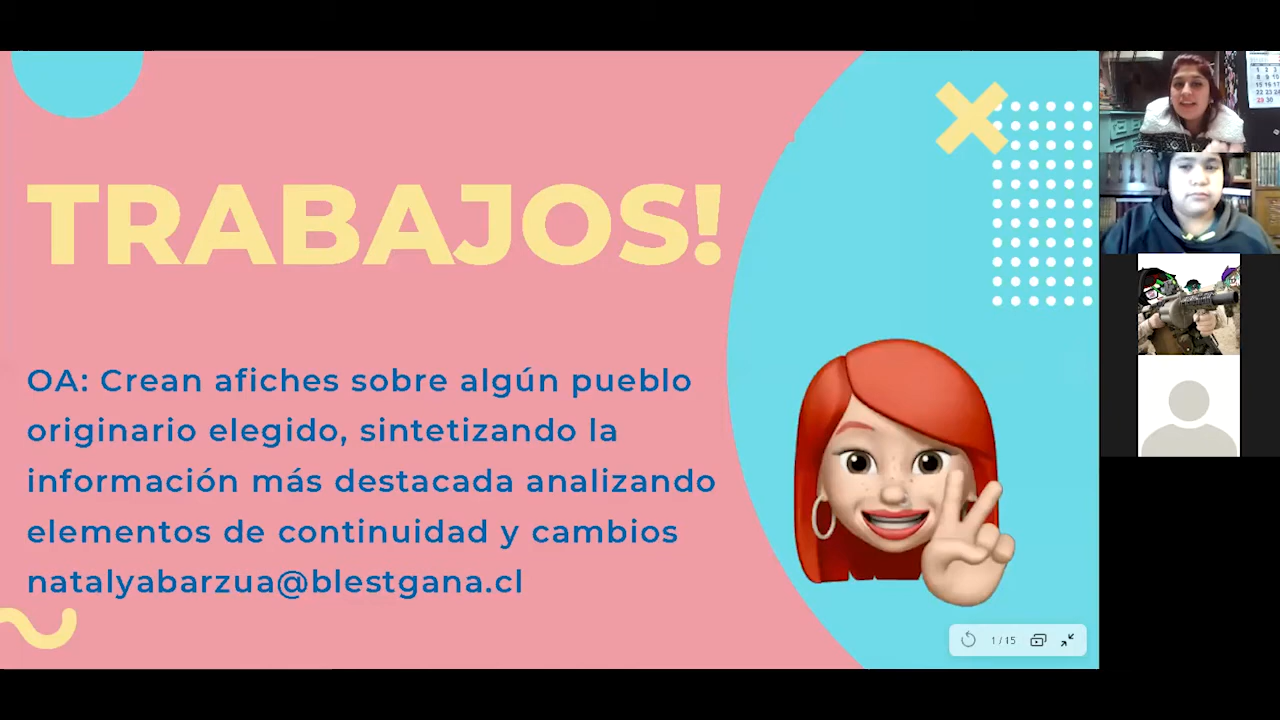 TRABAJOS!
OA: Crean afiches sobre algún pueblo
originario elegido, sintetizando la
información más destacada analizando
elementos de continuidad y cambios
natalyabarzua@blestgana.cl
1 / 15